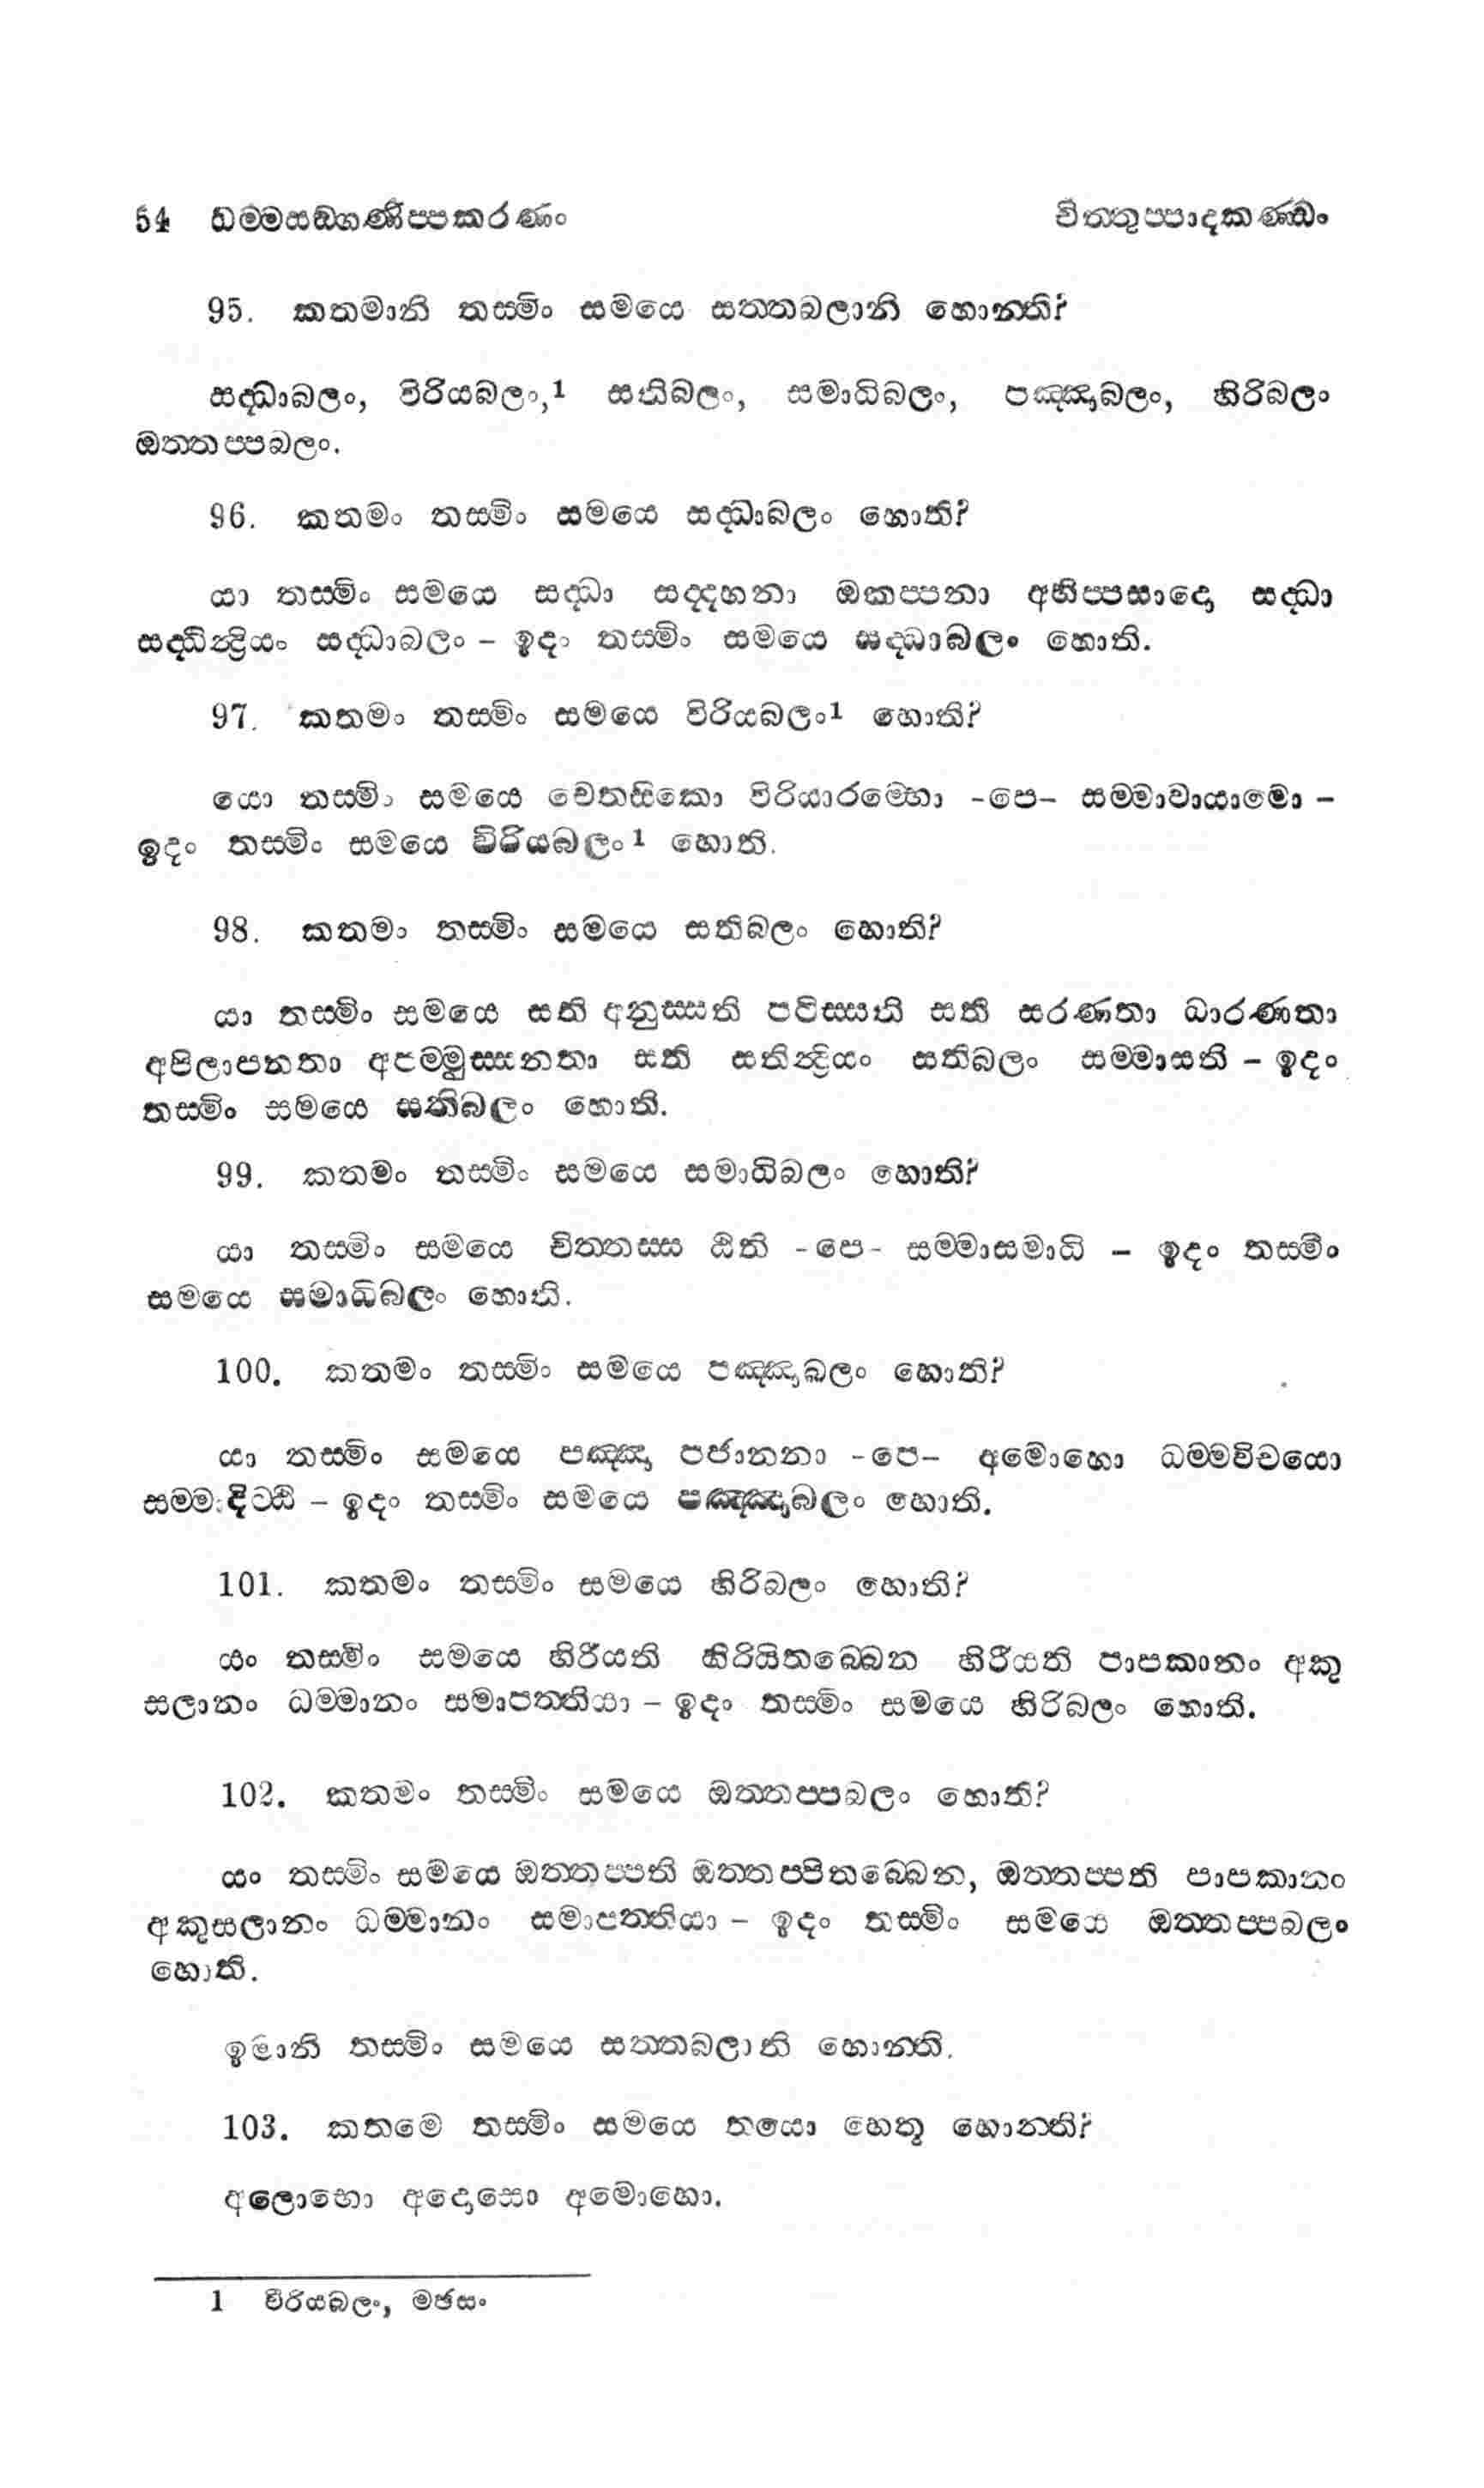 54 ධම්මසඞ්ගණිප්පකරණං චිත්තුප්පාදකණ්ඩං
95. කතමානි තස්මිං සමයෙ සත්තබලානි හොන්ති?
සද්ධාබලං, විරියබලං,1 සතිබලං, සමාධිබලං, පඤ්ඤාබලං, හිරිබලං
ඔත්තප්පබලං.
96. කතමං තස්මිං සමයෙ සද්ධාබලං හොති?
යා තස්මිං සමයෙ සද්ධා සද්දහනා ඔකප්පනා අභිප්පසාදො සද්ධා
සද්ධින්ද්‍රියං සද්ධාබලං – ඉදං තස්මිං සමයෙ සද්ධාබලං හොති.
97. කතමං තස්මිං සමයෙ විරියබලං1 හොති?
යො තස්මිං සමයෙ චෙතසිකො විරියාරම්භො -පෙ- සම්මාවායාමො –
ඉදං තස්මිං සමයෙ විරියබලං1 හොති.
98. කතමං තස්මිං සමයෙ සතිබලං හොති?
යා තස්මිං සමයෙ සති අනුස්සති පටිස්සති සති සරණතා ධාරණතා
අපිලාපනතා අපම්මුස්සනතා සති සතින්ද්‍රියං සතිබලං සම්මාසති – ඉදං
තස්මිං සමයෙ සතිබලං හොති.
99. කතමං තස්මිං සමයෙ සමාධිබලං හොති?
යා තස්මිං සමයෙ චිත්තස්ස ඨිති -පෙ- සම්මාසමාධි – ඉදං තස්මිං
සමයෙ සමාධිබලං හොති.
100. කතමං තස්මිං සමයෙ පඤ්ඤාබලං හොති?
යා තස්මිං සමයෙ පඤ්ඤා පජානනා -පෙ- අමොහො ධම්මවිචයො
සම්මාදිට්ඨි – ඉදං තස්මිං සමයෙ පඤ්ඤාබලං හොති.
101. කතමං තස්මිං සමයෙ හිරිබලං හොති?
යං තස්මිං සමයෙ හිරීයති හිරියිතබ්බෙන හිරීයති පාපකානං අකු
සලානං ධම්මානං සමාපත්තියා – ඉදං තස්මිං සමයෙ හිරිබලං හොති.
102. කතමං තස්මිං සමයෙ ඔත්තප්පබලං හොති?
යං තස්මිං සමයෙ ඔත්තප්පති ඔත්තප්පිතබ්බෙන, ඔත්තප්පති පාපකානං
අකුසලානං ධම්මානං සමාපත්තියා – ඉදං තස්මිං සමයෙ ඔත්තප්පබලං
හොති.
ඉමානි තස්මිං සමයෙ සත්තබලානි හොන්ති.
103. කතමෙ තස්මිං සමයෙ තයො හෙතූ හොන්ති?
අලොභො අදොසො අමොහො.
1 වීරියබලං, මඡසං